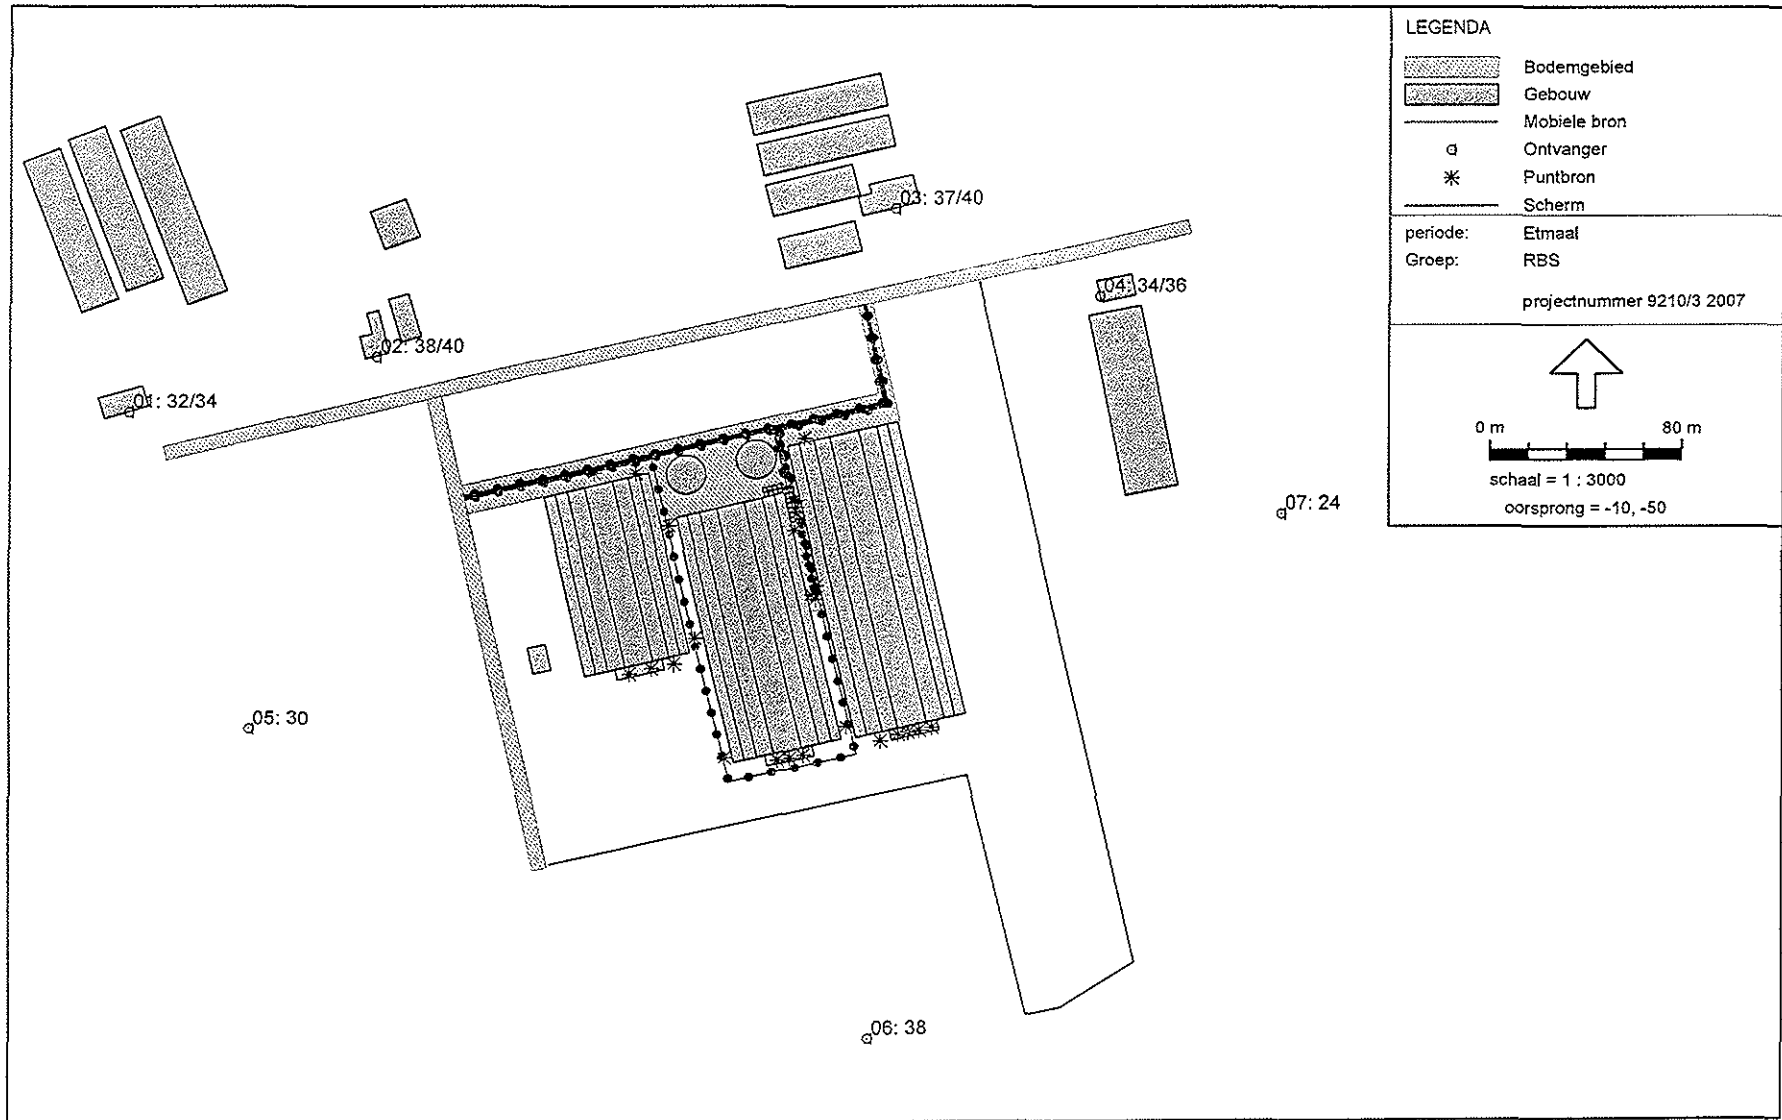 LEGENDA
Bodemgebied
Gebouw
Mobiele bron
Ontvanger
Puntbron
Scherm
periode: Etmaal
Groep: RBS
projectnummer 9210/3 2007
0 m 80 m
schaal = 1 : 3000
oorsprong = -10, -50
03: 37/40
04: 34/36
02: 38/40
01: 32/34
07: 24
05: 30
06: 38